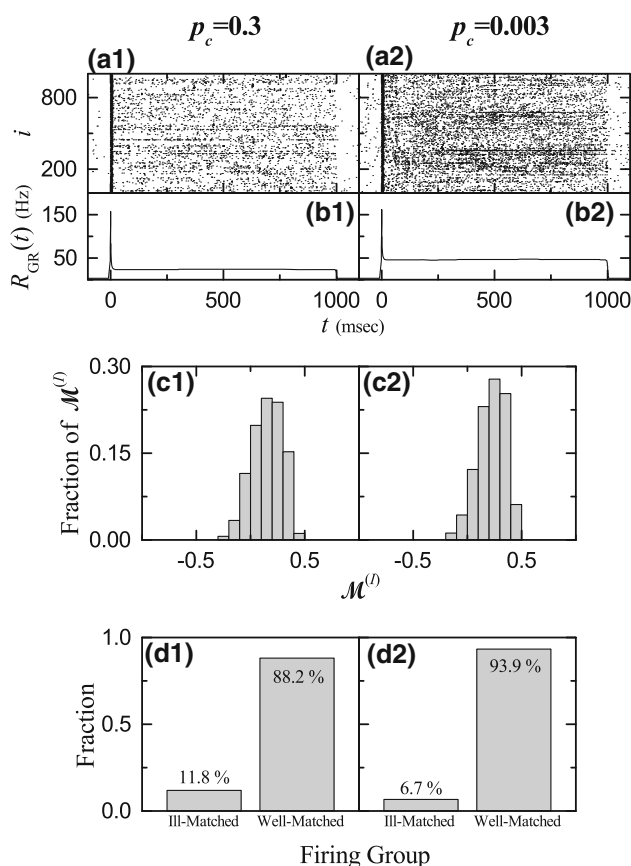 p_c=0.3
p_c=0.003
(a1)
(a2)
800
200
i
(b1)
(b2)
150
50
R_GR(t) (Hz)
0 500 1000
0 500 1000
t (msec)
(c1)
(c2)
0.30
0.15
0.00
Fraction of M^(I)
-0.5 0.5
-0.5 0.5
M^(I)
(d1)
(d2)
1.0
0.5
0.0
Fraction
11.8 %
88.2 %
6.7 %
93.9 %
Ill-Matched Well-Matched
Ill-Matched Well-Matched
Firing Group